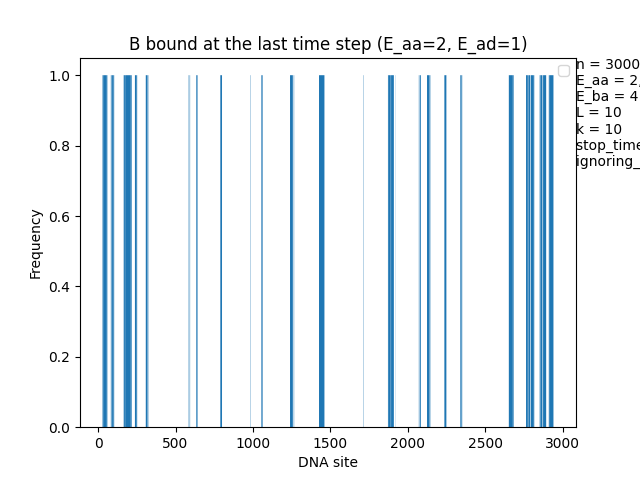 B bound at the last time step (E_aa=2, E_ad=1)
n = 3000
E_aa = 2,
E_ba = 4
L = 10
k = 10
stop_time
ignoring_
1.0
0.8
0.6
0.4
0.2
0.0
Frequency
0 500 1000 1500 2000 2500 3000
DNA site